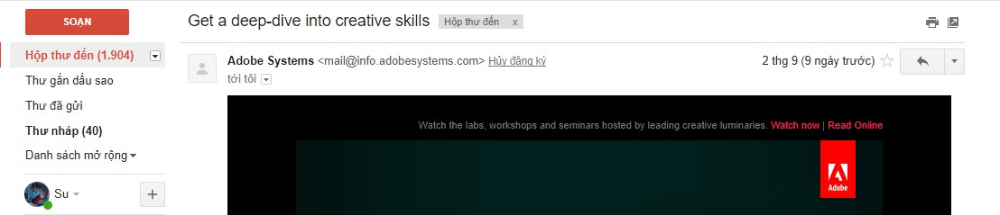 SOẠN
Hộp thư đến (1.904)
Thư gắn dấu sao
Thư đã gửi
Thư nháp (40)
Danh sách mở rộng
Su
+
Get a deep-dive into creative skills Hộp thư đến x
Adobe Systems <mail@info.adobesystems.com> Hủy đăng ký 2 thg 9 (9 ngày trước)
tới tôi
Watch the labs, workshops and seminars hosted by leading creative luminaries. Watch now | Read Online
Adobe